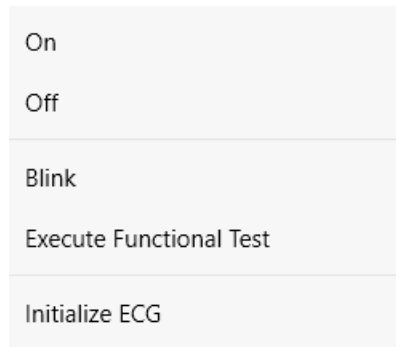 On
Off
Blink
Execute Functional Test
Initialize ECG